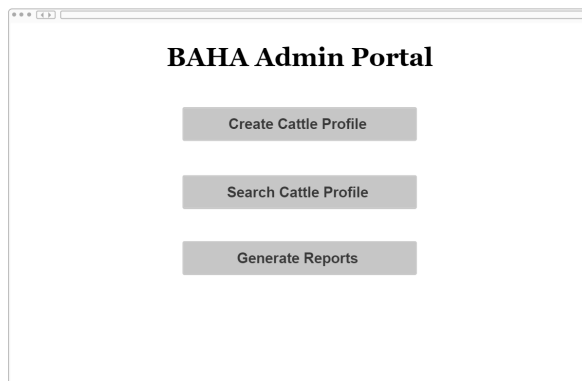 BAHA Admin Portal
Create Cattle Profile
Search Cattle Profile
Generate Reports